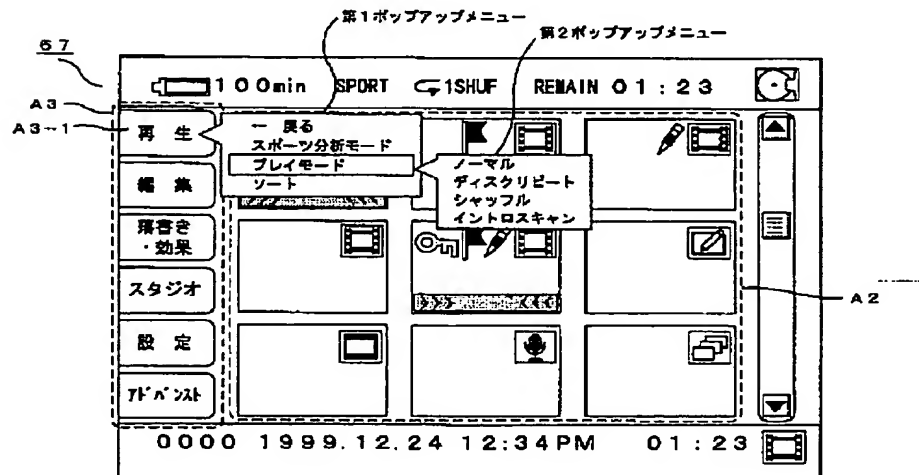 第1ポップアップメニュー
第2ポップアップメニュー
67
100min SPORT 1SHUF REMAIN 01:23
A3
A3-1
再 生
編 集
落書き
・効果
スタジオ
設 定
アドバンスト
← 戻る
スポーツ分析モード
プレイモード
ソート
ノーマル
ディスクリピート
シャッフル
イントロスキャン
A2
0000 1999.12.24 12:34PM 01:23